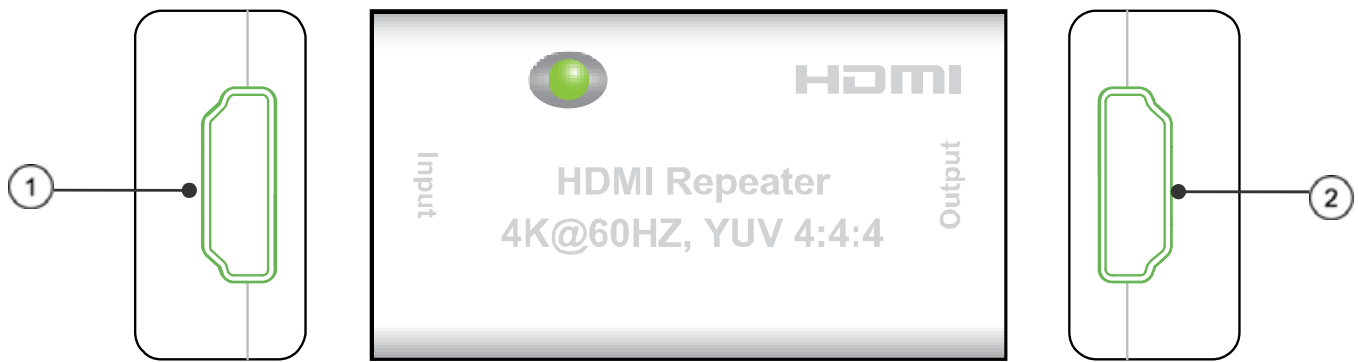 HDMI
Input
HDMI Repeater
4K@60HZ, YUV 4:4:4
Output
1
2